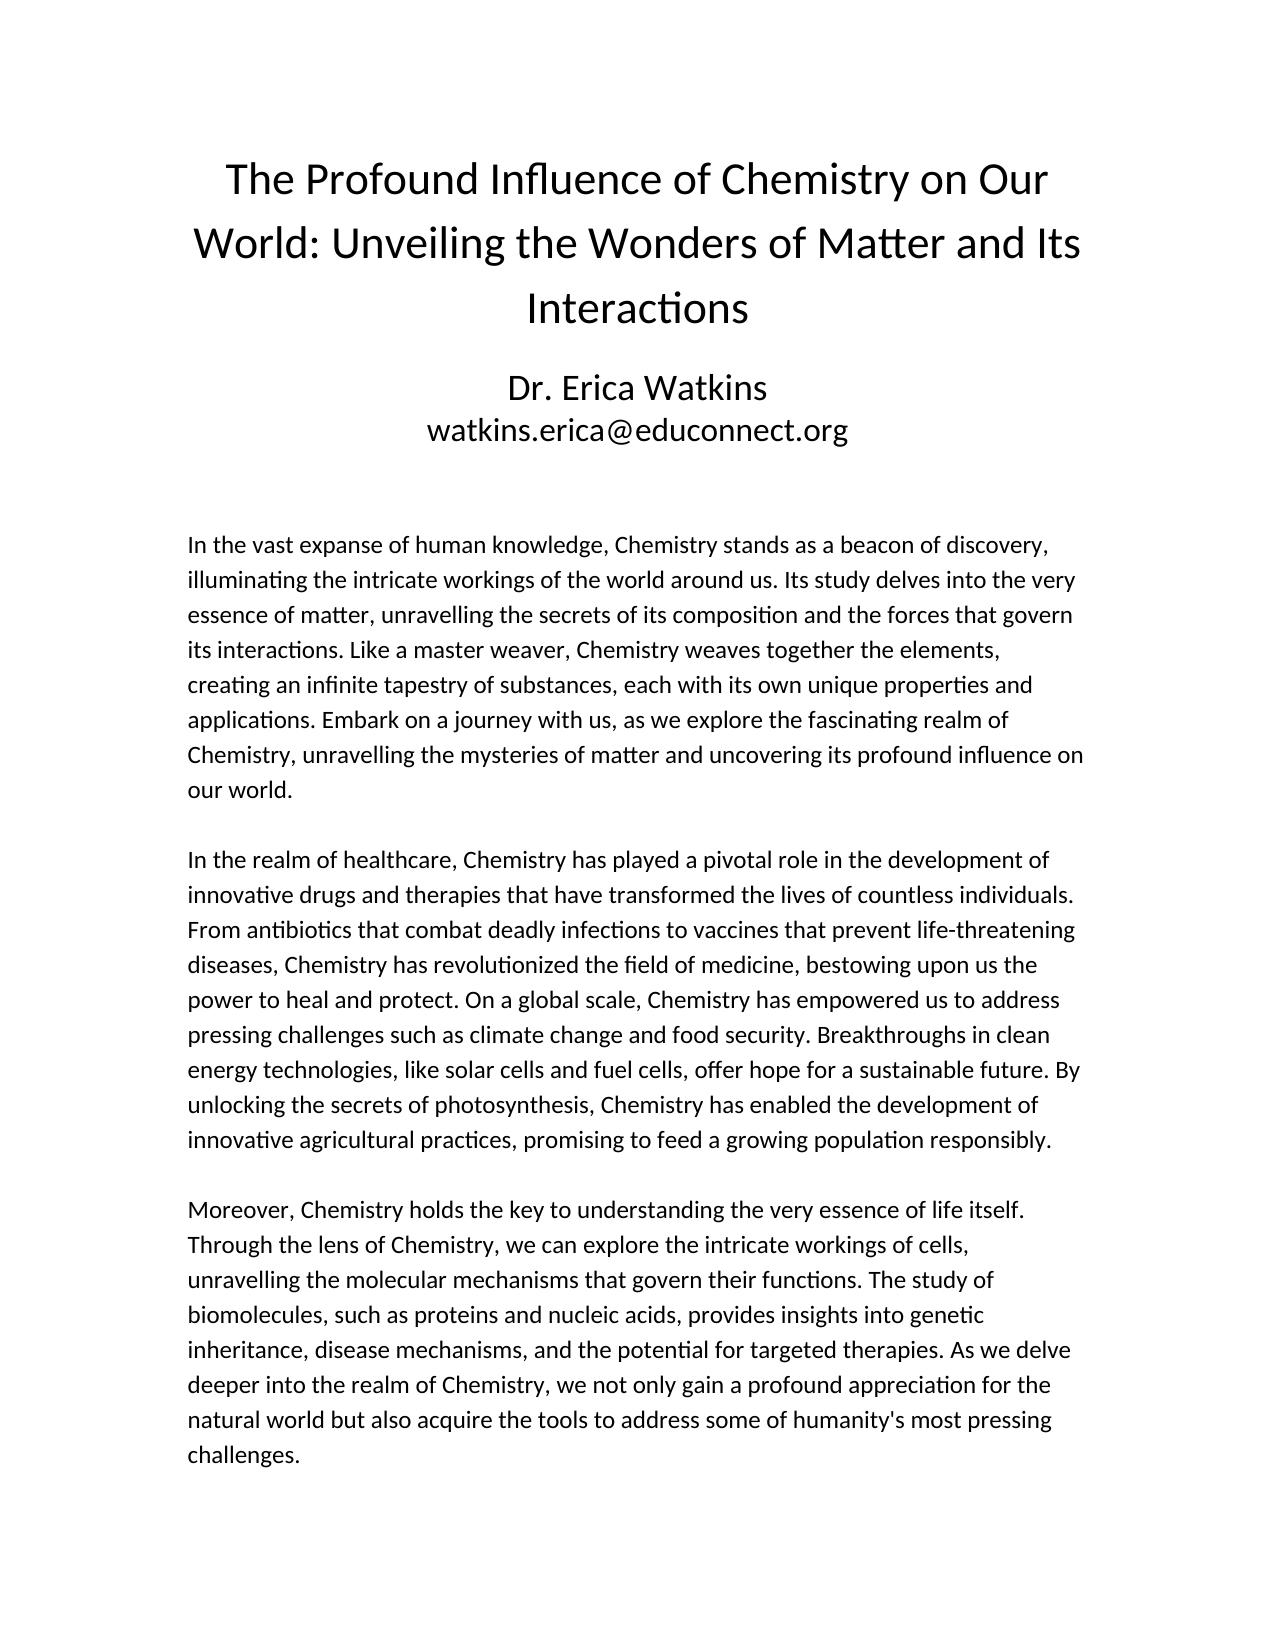 The Profound Influence of Chemistry on Our
World: Unveiling the Wonders of Matter and Its
Interactions
Dr. Erica Watkins
watkins.erica@educonnect.org
In the vast expanse of human knowledge, Chemistry stands as a beacon of discovery,
illuminating the intricate workings of the world around us. Its study delves into the very
essence of matter, unravelling the secrets of its composition and the forces that govern
its interactions. Like a master weaver, Chemistry weaves together the elements,
creating an infinite tapestry of substances, each with its own unique properties and
applications. Embark on a journey with us, as we explore the fascinating realm of
Chemistry, unravelling the mysteries of matter and uncovering its profound influence on
our world.
In the realm of healthcare, Chemistry has played a pivotal role in the development of
innovative drugs and therapies that have transformed the lives of countless individuals.
From antibiotics that combat deadly infections to vaccines that prevent life-threatening
diseases, Chemistry has revolutionized the field of medicine, bestowing upon us the
power to heal and protect. On a global scale, Chemistry has empowered us to address
pressing challenges such as climate change and food security. Breakthroughs in clean
energy technologies, like solar cells and fuel cells, offer hope for a sustainable future. By
unlocking the secrets of photosynthesis, Chemistry has enabled the development of
innovative agricultural practices, promising to feed a growing population responsibly.
Moreover, Chemistry holds the key to understanding the very essence of life itself.
Through the lens of Chemistry, we can explore the intricate workings of cells,
unravelling the molecular mechanisms that govern their functions. The study of
biomolecules, such as proteins and nucleic acids, provides insights into genetic
inheritance, disease mechanisms, and the potential for targeted therapies. As we delve
deeper into the realm of Chemistry, we not only gain a profound appreciation for the
natural world but also acquire the tools to address some of humanity's most pressing
challenges.